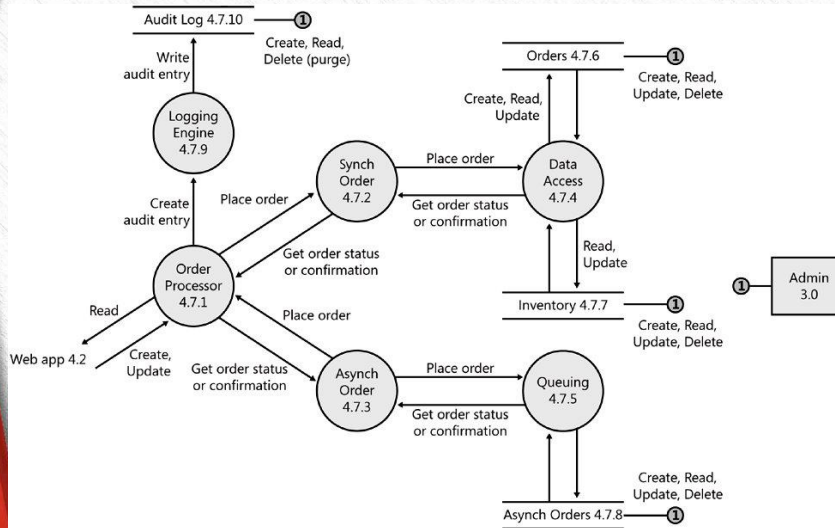 Audit Log 4.7.10
1
Create, Read,
Delete (purge)
Write
audit entry
Logging
Engine
4.7.9
Create
audit entry
Orders 4.7.6
1
Create, Read,
Update, Delete
Create, Read,
Update
Synch
Order
4.7.2
Place order
Data
Access
4.7.4
Get order status
or confirmation
Place order
Get order status
or confirmation
Read,
Update
Order
Processor
4.7.1
Admin
3.0
1
Inventory 4.7.7
1
Create, Read,
Update, Delete
Read
Web app 4.2
Create,
Update
Place order
Get order status
or confirmation
Asynch
Order
4.7.3
Place order
Queuing
4.7.5
Get order status
or confirmation
Create, Read,
Update, Delete
Asynch Orders 4.7.8
1